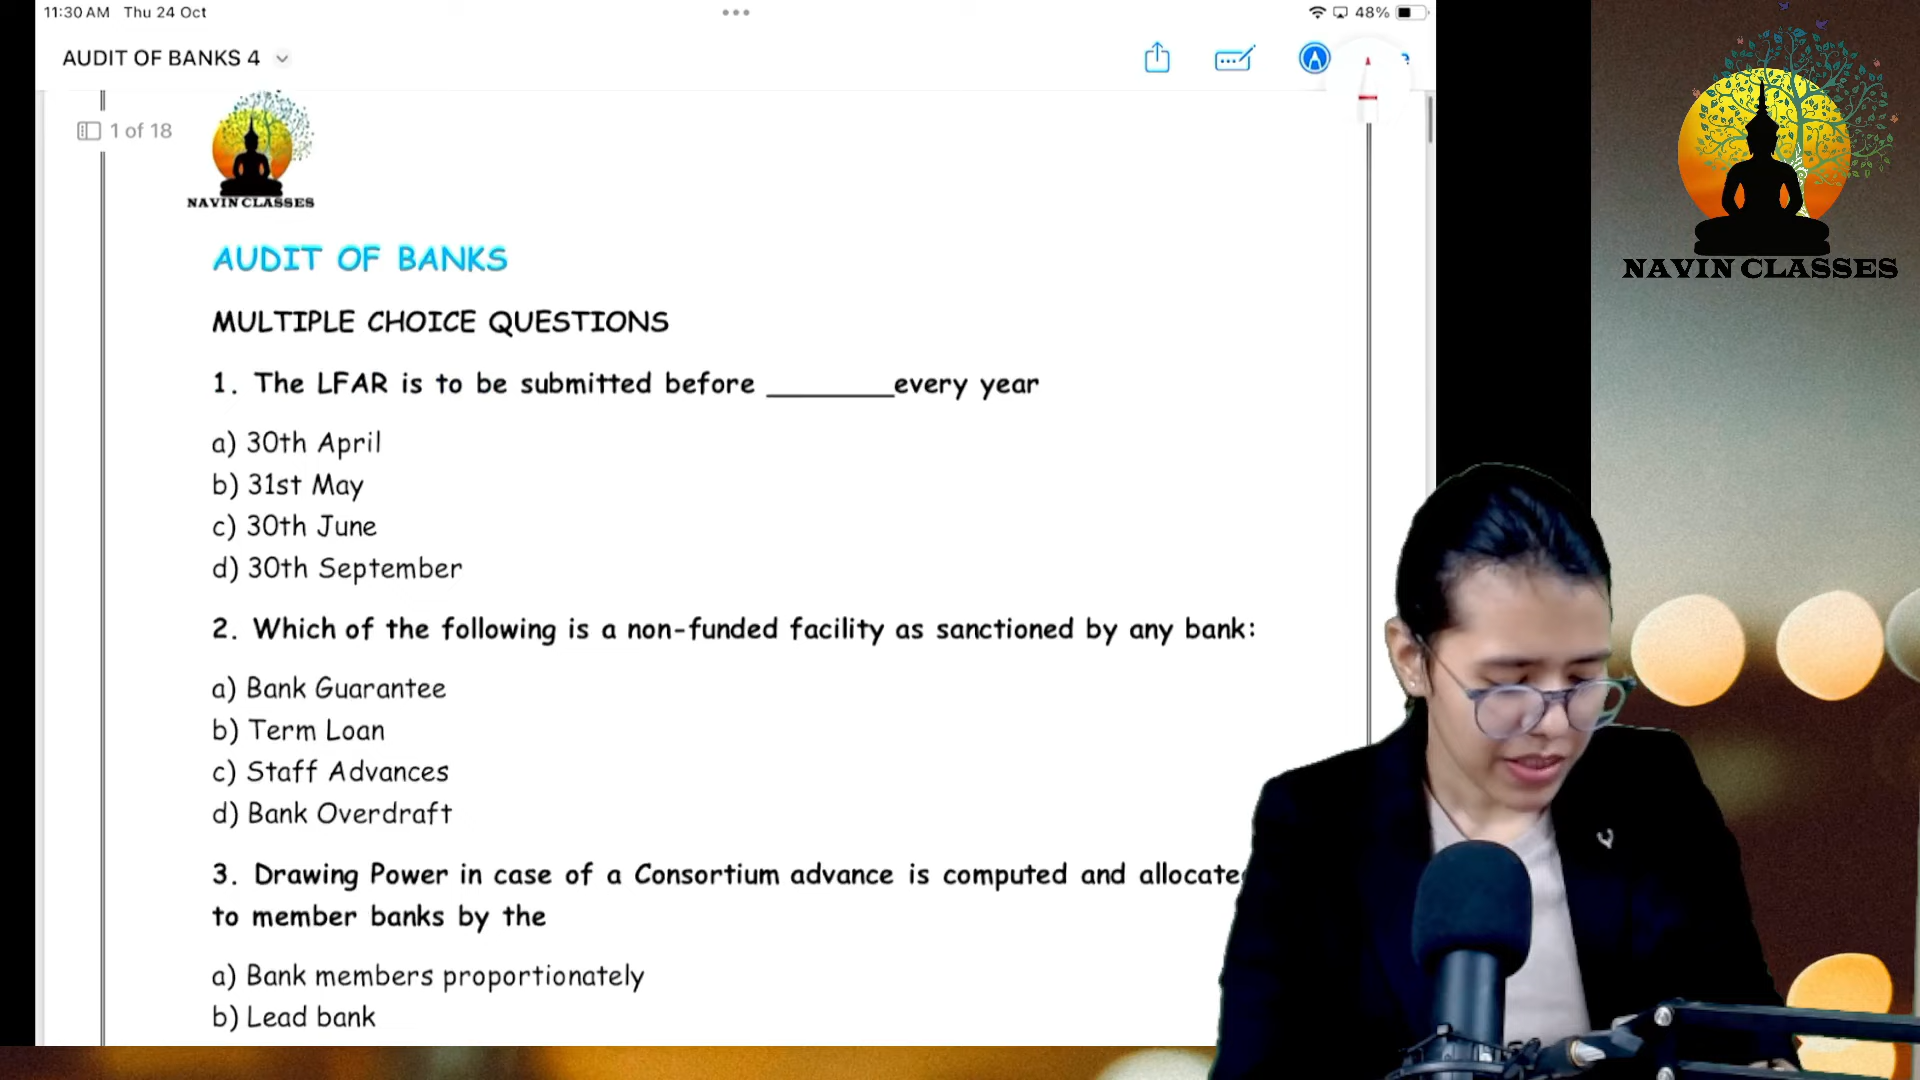 11:30 AM Thu 24 Oct
48%
AUDIT OF BANKS 4
1 of 18
NAVIN CLASSES
NAVIN CLASSES
AUDIT OF BANKS
MULTIPLE CHOICE QUESTIONS
1. The LFAR is to be submitted before ________every year
a) 30th April
b) 31st May
c) 30th June
d) 30th September
2. Which of the following is a non-funded facility as sanctioned by any bank:
a) Bank Guarantee
b) Term Loan
c) Staff Advances
d) Bank Overdraft
3. Drawing Power in case of a Consortium advance is computed and allocate
to member banks by the
a) Bank members proportionately
b) Lead bank